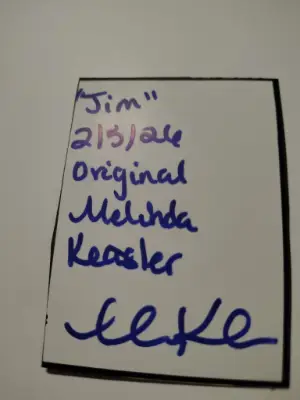 "Jim"
2/3/26
Original
Melinda
Keasler